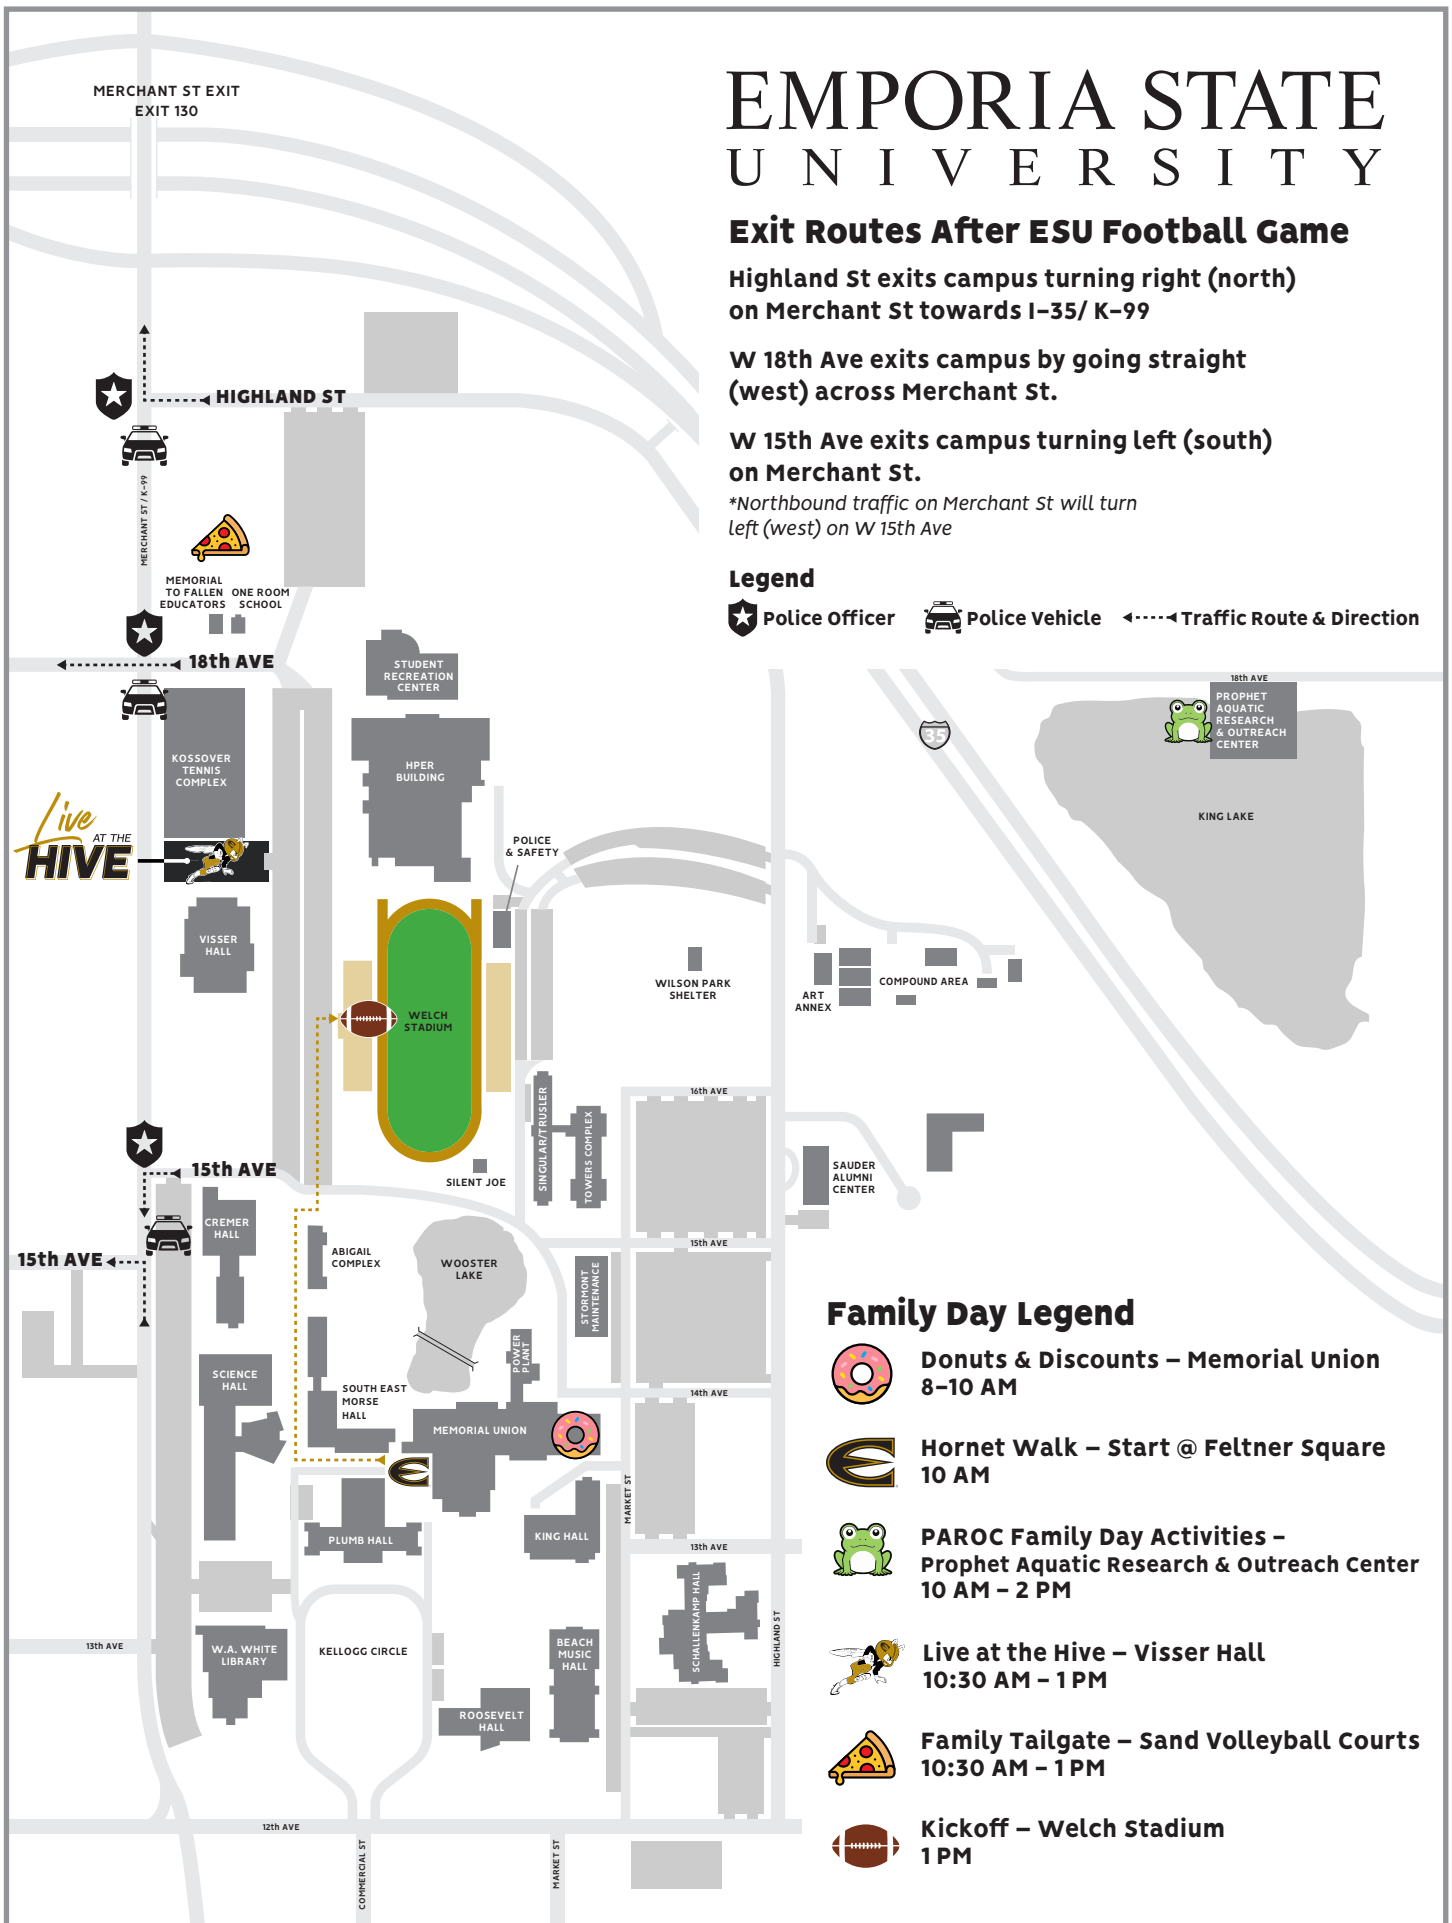 MERCHANT ST EXIT
EXIT 130
EMPORIA STATE
UNIVERSITY
Exit Routes After ESU Football Game
Highland St exits campus turning right (north)
on Merchant St towards I-35/ K-99
W 18th Ave exits campus by going straight
(west) across Merchant St.
W 15th Ave exits campus turning left (south)
on Merchant St.
*Northbound traffic on Merchant St will turn
left (west) on W 15th Ave
Legend
Police Officer
Police Vehicle
Traffic Route & Direction
HIGHLAND ST
MERCHANT ST / K-99
MEMORIAL
TO FALLEN
EDUCATORS
ONE ROOM
SCHOOL
18th AVE
STUDENT
RECREATION
CENTER
18th AVE
PROPHET
AQUATIC
RESEARCH
& OUTREACH
CENTER
35
KOSSOVER
TENNIS
COMPLEX
HPER
BUILDING
KING LAKE
Live
AT THE
HIVE
POLICE
& SAFETY
VISSER
HALL
WILSON PARK
SHELTER
ART
ANNEX
COMPOUND AREA
WELCH
STADIUM
16th AVE
SINGULAR/TRUSLER
TOWERS COMPLEX
15th AVE
SILENT JOE
SAUDER
ALUMNI
CENTER
CREMER
HALL
ABIGAIL
COMPLEX
WOOSTER
LAKE
15th AVE
15th AVE
STORMONT
MAINTENANCE
POWER
PLANT
SCIENCE
HALL
SOUTH EAST
MORSE
HALL
14th AVE
MEMORIAL UNION
MARKET ST
PLUMB HALL
KING HALL
13th AVE
SCHALLENKAMP HALL
HIGHLAND ST
13th AVE
W.A. WHITE
LIBRARY
KELLOGG CIRCLE
BEACH
MUSIC
HALL
ROOSEVELT
HALL
12th AVE
COMMERCIAL ST
MARKET ST
Family Day Legend
Donuts & Discounts – Memorial Union
8–10 AM
Hornet Walk – Start @ Feltner Square
10 AM
PAROC Family Day Activities –
Prophet Aquatic Research & Outreach Center
10 AM – 2 PM
Live at the Hive – Visser Hall
10:30 AM – 1 PM
Family Tailgate – Sand Volleyball Courts
10:30 AM – 1 PM
Kickoff – Welch Stadium
1 PM